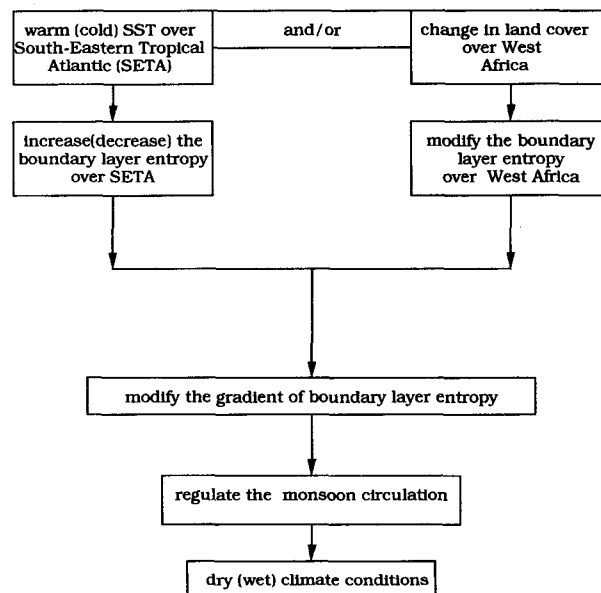 warm (cold) SST over
South-Eastern Tropical
Atlantic (SETA)
and/or
change in land cover
over West
Africa
increase(decrease) the
boundary layer entropy
over SETA
modify the boundary
layer entropy
over West Africa
modify the gradient of boundary layer entropy
regulate the monsoon circulation
dry (wet) climate conditions